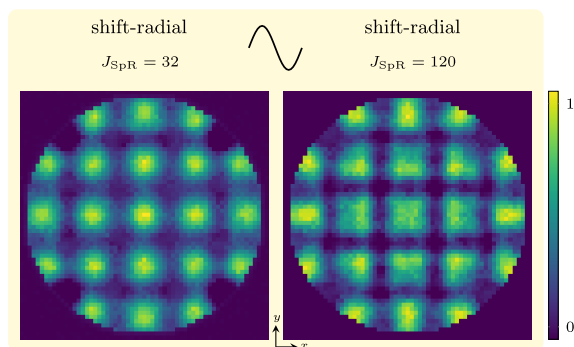 shift-radial
shift-radial
J_SpR = 32
J_SpR = 120
1
0
y
x